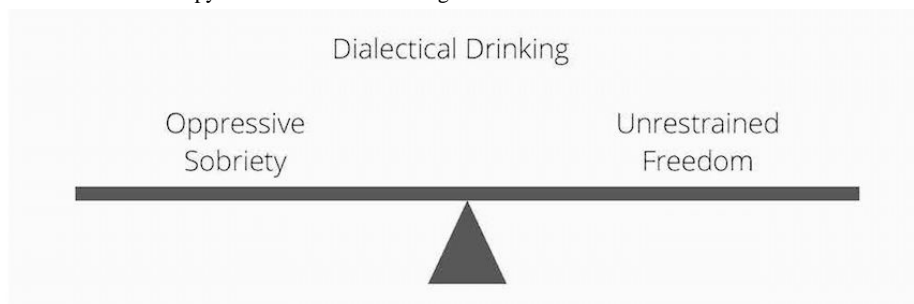 Dialectical Drinking
Oppressive
Sobriety
Unrestrained
Freedom